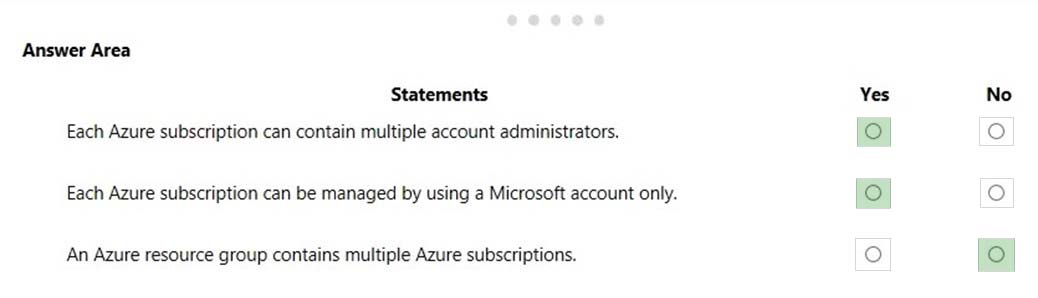 Answer Area
Statements Yes No
Each Azure subscription can contain multiple account administrators.
Each Azure subscription can be managed by using a Microsoft account only.
An Azure resource group contains multiple Azure subscriptions.